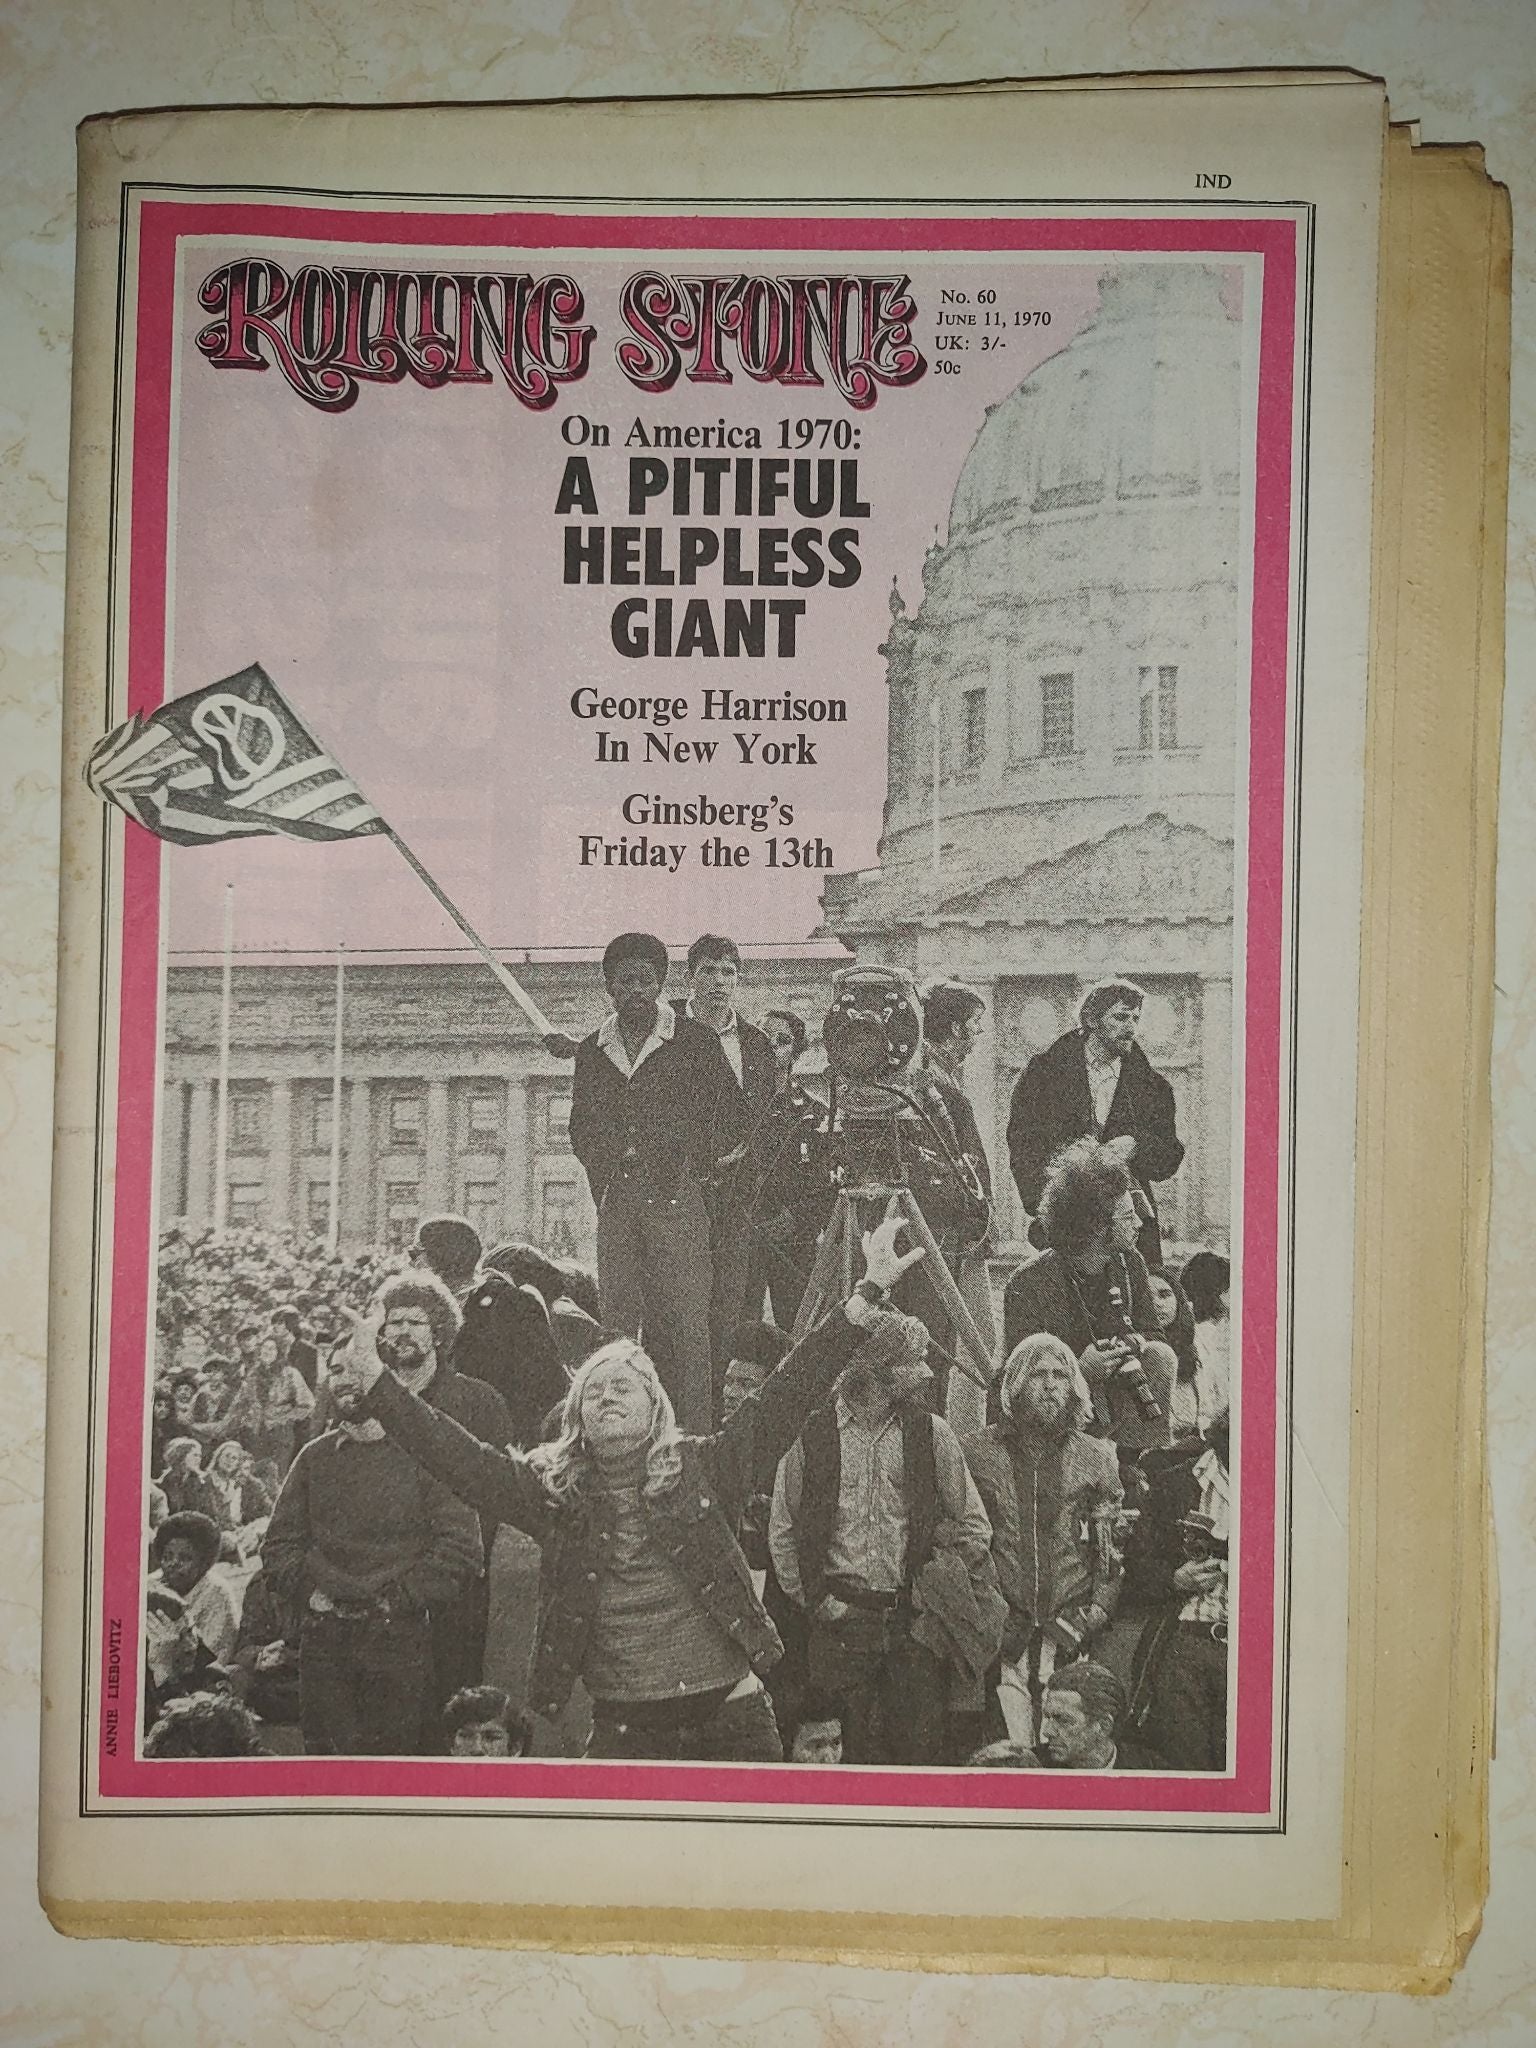 IND
ROLLING STONE
No. 60
JUNE 11, 1970
UK: 3/-
50c
On America 1970:
A PITIFUL
HELPLESS
GIANT
George Harrison
In New York
Ginsberg's
Friday the 13th
ANNIE LIEBOVITZ